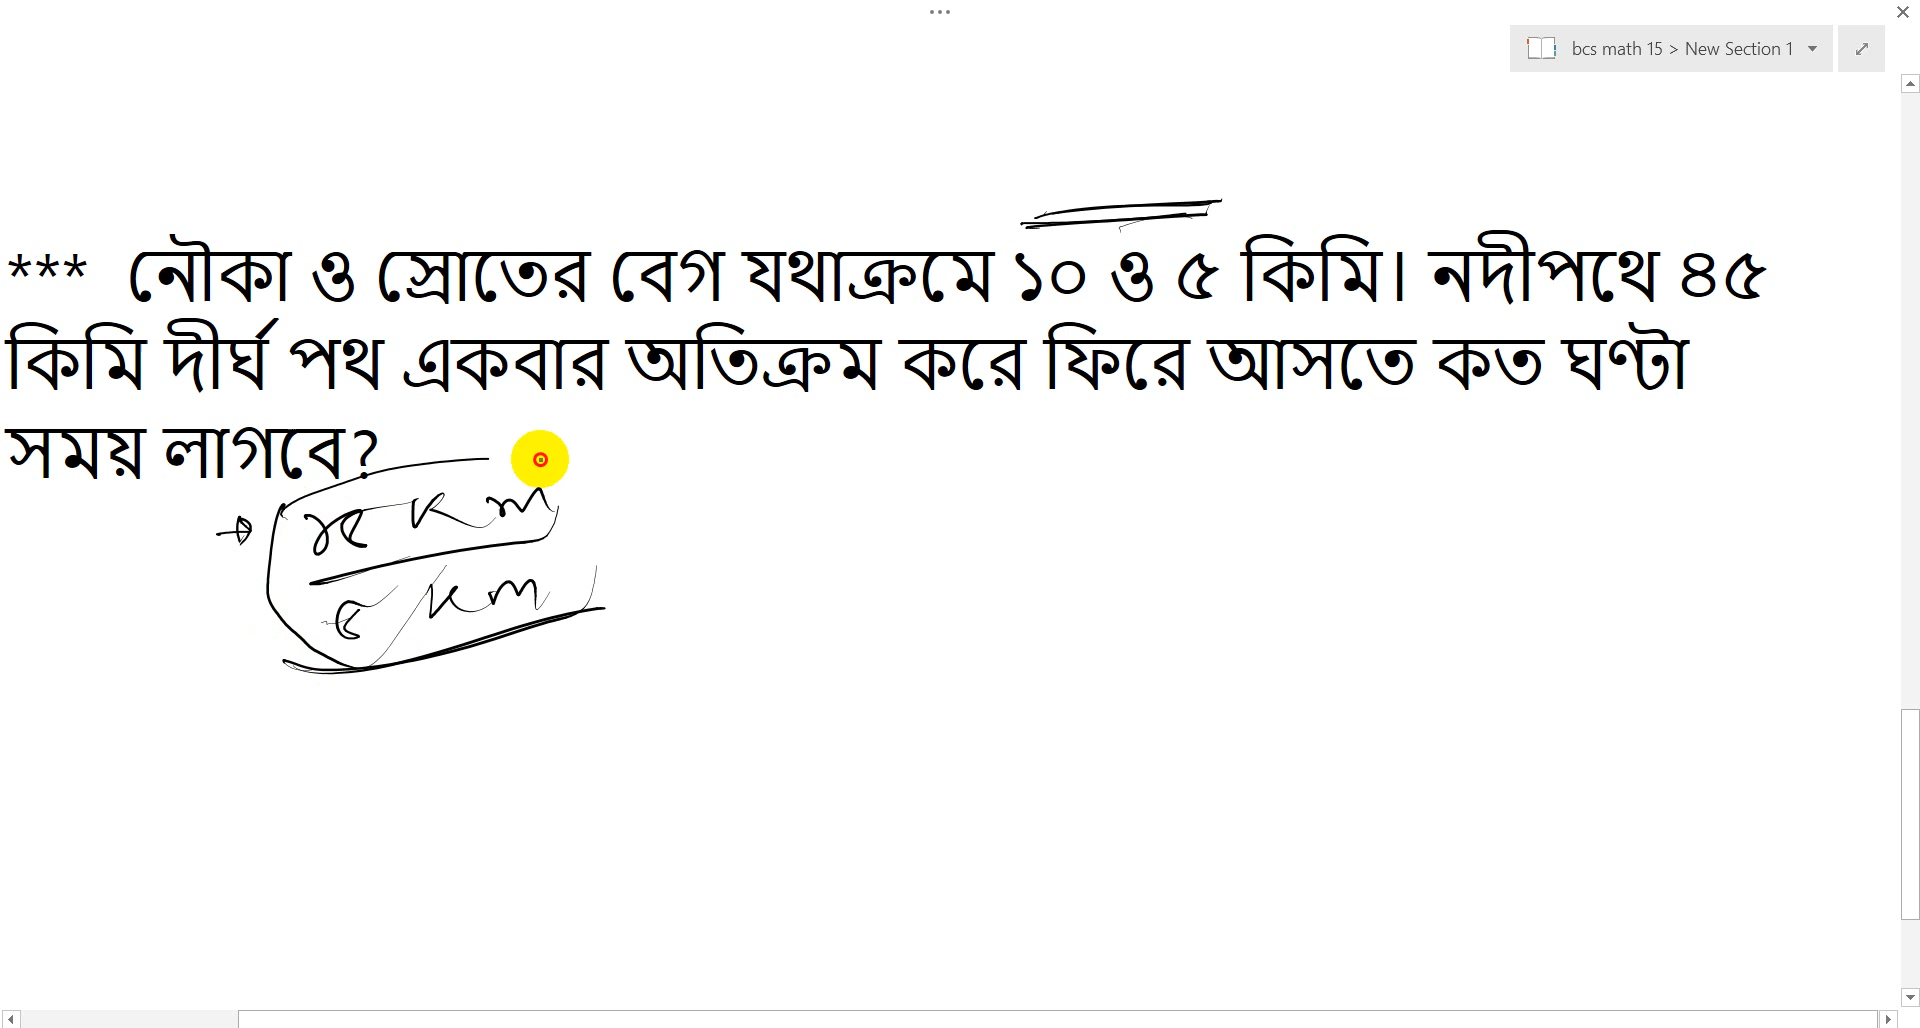 bcs math 15 > New Section 1
*** নৌকা ও স্রোতের বেগ যথাক্রমে ১০ ও ৫ কিমি। নদীপথে ৪৫
কিমি দীর্ঘ পথ একবার অতিক্রম করে ফিরে আসতে কত ঘণ্টা
সময় লাগবে?
km
৫ km